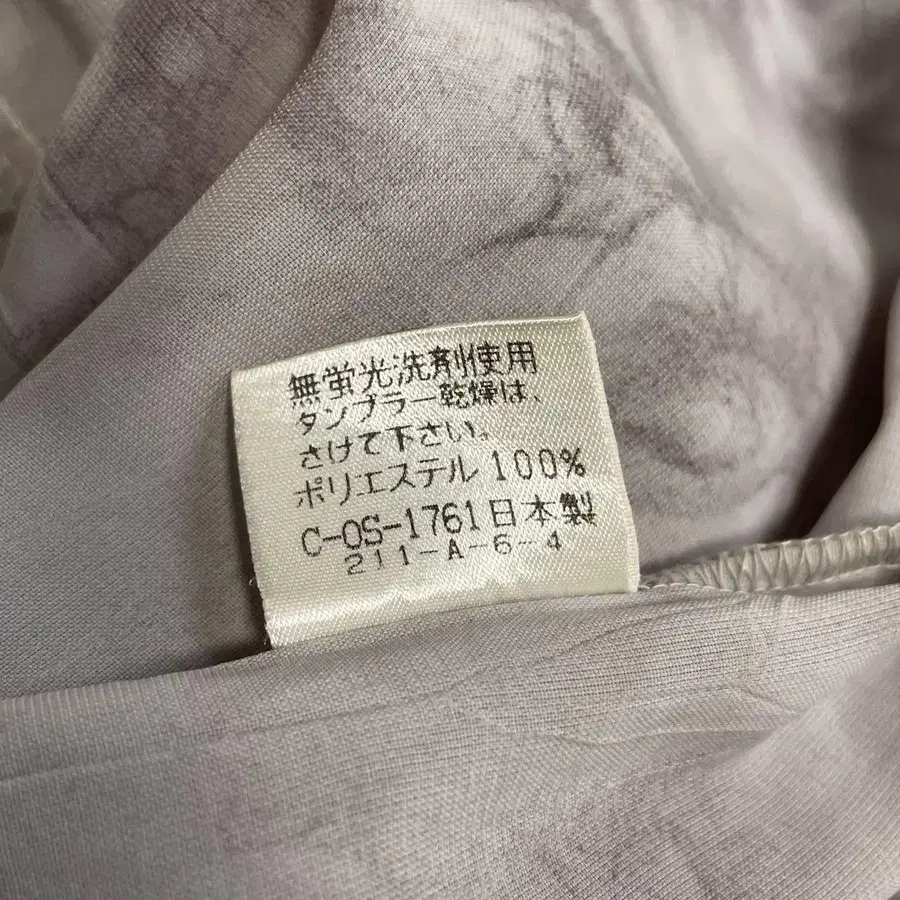 無蛍光洗剤使用
タンブラー乾燥は、
さけて下さい。
ポリエステル 100%
C-OS-1761 日本製
211-A-6-4